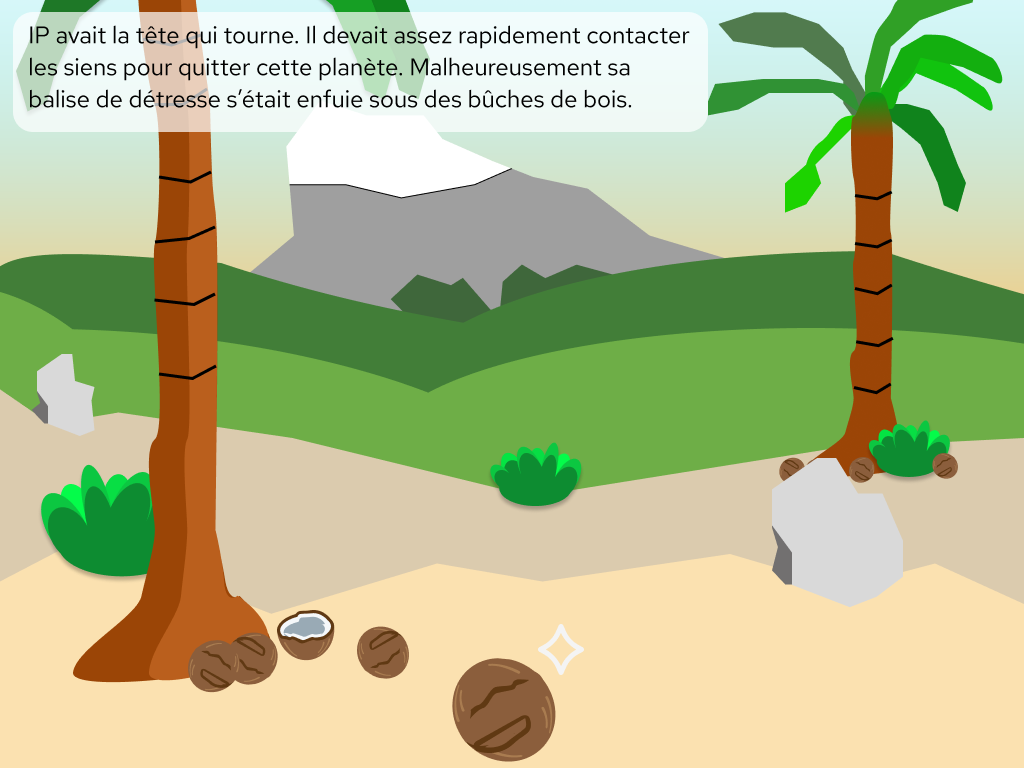 IP avait la tête qui tourne. Il devait assez rapidement contacter
les siens pour quitter cette planète. Malheureusement sa
balise de détresse s’était enfuie sous des bûches de bois.